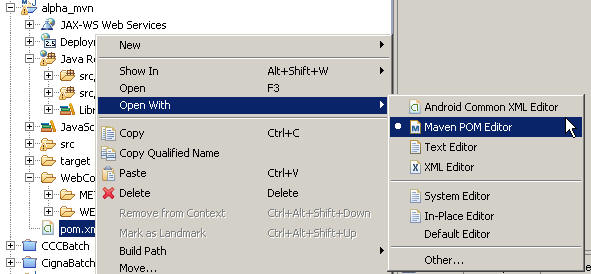 alpha_mvn
JAX-WS Web Services
Deploym
Java Re
src,
src,
Libr
JavaSc
src
target
WebCo
MET
WE
pom.xm
CCCBatch
CignaBatch
New
Show In Alt+Shift+W
Open F3
Open With
Copy Ctrl+C
Copy Qualified Name
Paste Ctrl+V
Delete Delete
Remove from Context Ctrl+Alt+Shift+Down
Mark as Landmark Ctrl+Alt+Shift+Up
Build Path
Move...
Android Common XML Editor
Maven POM Editor
Text Editor
XML Editor
System Editor
In-Place Editor
Default Editor
Other...